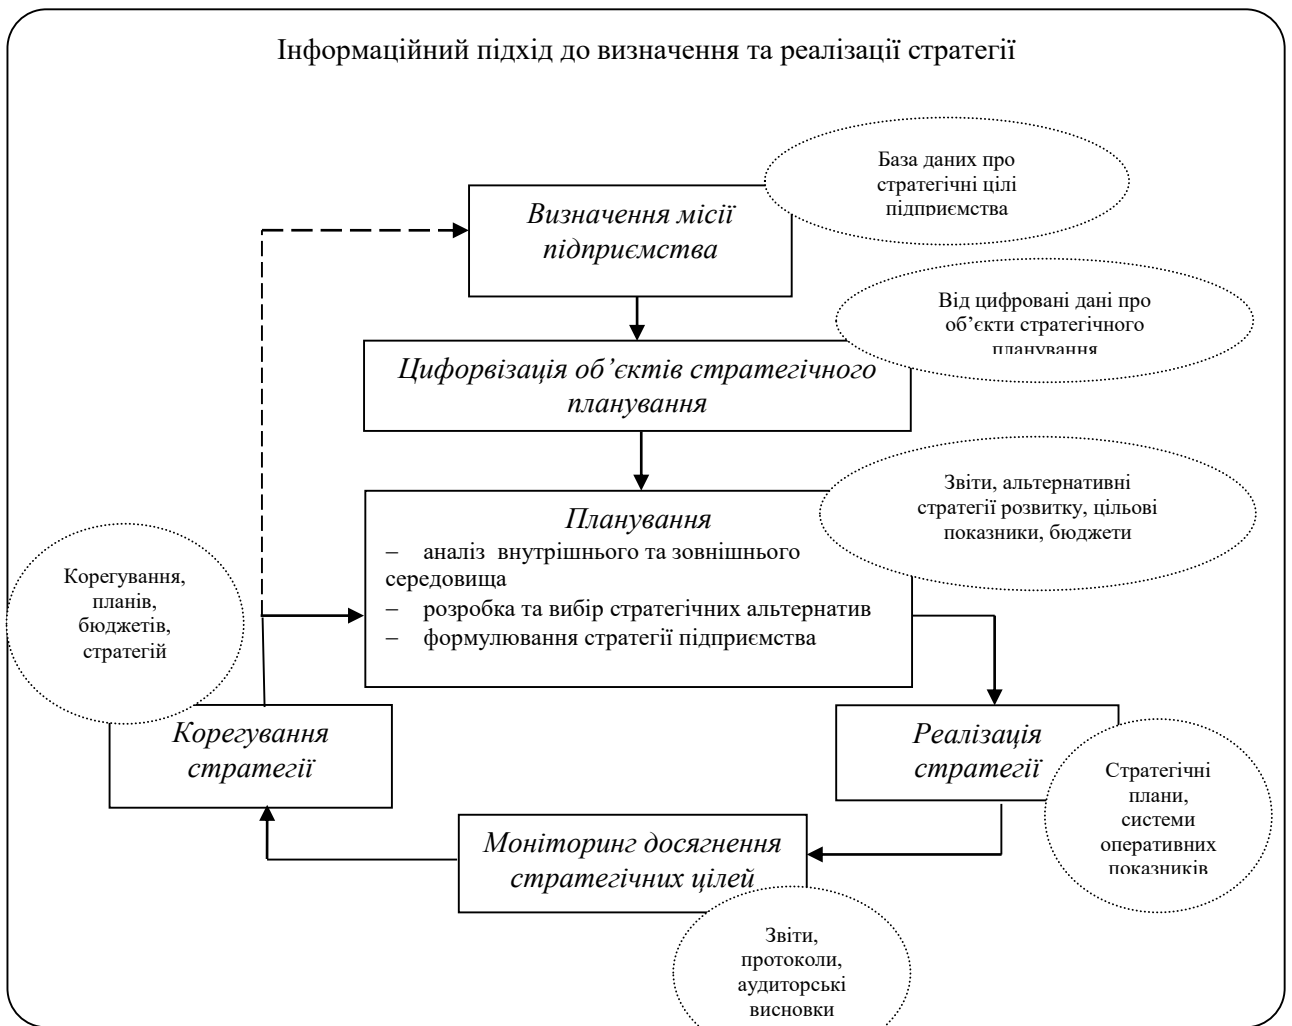 Інформаційний підхід до визначення та реалізації стратегії
База даних про
стратегічні цілі
підприємства
Визначення місії
підприємства
Від цифровані дані про
об’єкти стратегічного
планування
Цифорвізація об’єктів стратегічного
планування
Звіти, альтернативні
стратегії розвитку, цільові
показники, бюджети
Планування
– аналіз внутрішнього та зовнішнього
середовища
– розробка та вибір стратегічних альтернатив
– формулювання стратегії підприємства
Корегування,
планів,
бюджетів,
стратегій
Корегування
стратегії
Реалізація
стратегії
Стратегічні
плани,
системи
оперативних
показників
Моніторинг досягнення
стратегічних цілей
Звіти,
протоколи,
аудиторські
висновки